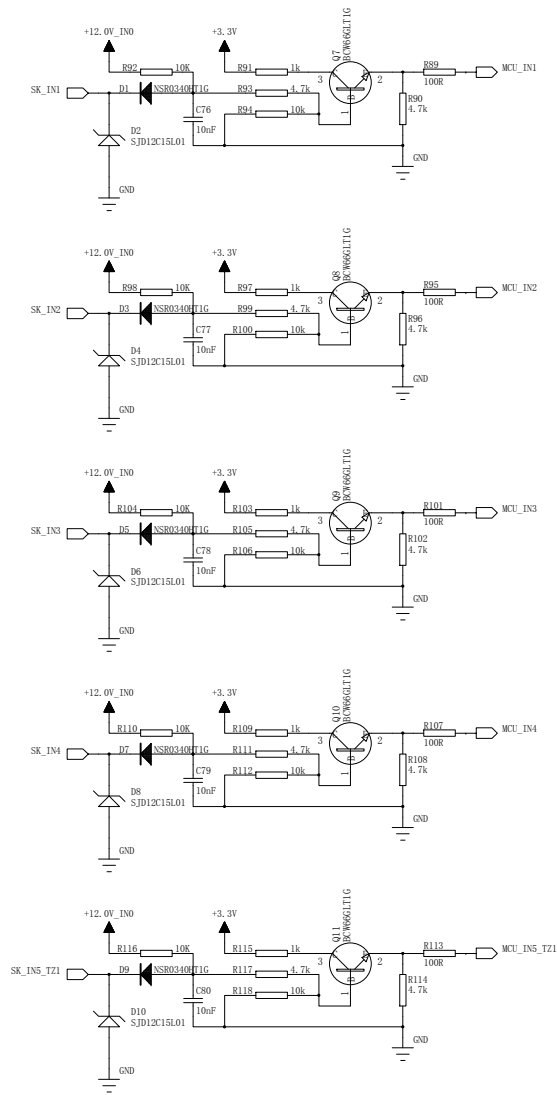 +12.0V_IN0
+3.3V
Q7
BCW66GLT1G
R92
10K
R91
1k
R89
MCU_IN1
100R
3
2
SK_IN1
D1
NSR0340HT1G
R93
4.7k
B
1
R94
10k
C76
10nF
R90
4.7k
D2
SJD12C15L01
GND
GND
+12.0V_IN0
+3.3V
Q8
BCW66GLT1G
R98
10K
R97
1k
R95
MCU_IN2
100R
3
2
SK_IN2
D3
NSR0340HT1G
R99
4.7k
B
1
R100
10k
C77
10nF
R96
4.7k
D4
SJD12C15L01
GND
GND
+12.0V_IN0
+3.3V
Q9
BCW66GLT1G
R104
10K
R103
1k
R101
MCU_IN3
100R
3
2
SK_IN3
D5
NSR0340HT1G
R105
4.7k
B
1
R106
10k
C78
10nF
R102
4.7k
D6
SJD12C15L01
GND
GND
+12.0V_IN0
+3.3V
Q10
BCW66GLT1G
R110
10K
R109
1k
R107
MCU_IN4
100R
3
2
SK_IN4
D7
NSR0340HT1G
R111
4.7k
B
1
R112
10k
C79
10nF
R108
4.7k
D8
SJD12C15L01
GND
GND
+12.0V_IN0
+3.3V
Q11
BCW66GLT1G
R116
10K
R115
1k
R113
MCU_IN5_TZ1
100R
3
2
SK_IN5_TZ1
D9
NSR0340HT1G
R117
4.7k
B
1
R118
10k
C80
10nF
R114
4.7k
D10
SJD12C15L01
GND
GND